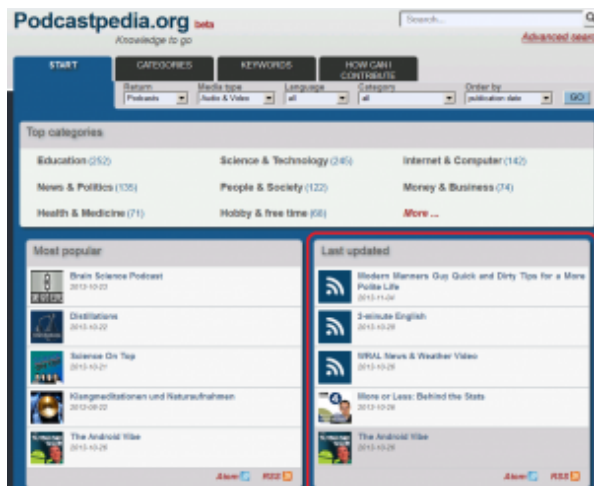 Podcastpedia.org beta
Knowledge to go
Search...
Advanced sear
START CATEGORIES KEYWORDS HOW CAN I CONTRIBUTE
Return Media type Language Category Order by
Podcasts Audio & Video all all publication date GO
Top categories
Education (252) Science & Technology (245) Internet & Computer (142)
News & Politics (135) People & Society (122) Money & Business (74)
Health & Medicine (71) Hobby & free time (60) More ...
Most popular
Brain Science Podcast
2013-10-23
Distillations
2013-10-22
Science On Top
2013-10-21
Klangmeditationen und Naturaufnahmen
2013-08-22
The Android Vibe
2013-10-26
Atom RSS
Last updated
Modern Manners Guy Quick and Dirty Tips for a More
Polite Life
2013-11-04
2-minute English
2013-10-28
WRAL News & Weather Video
2013-10-28
More or Less: Behind the Stats
2013-10-28
The Android Vibe
2013-10-26
Atom RSS